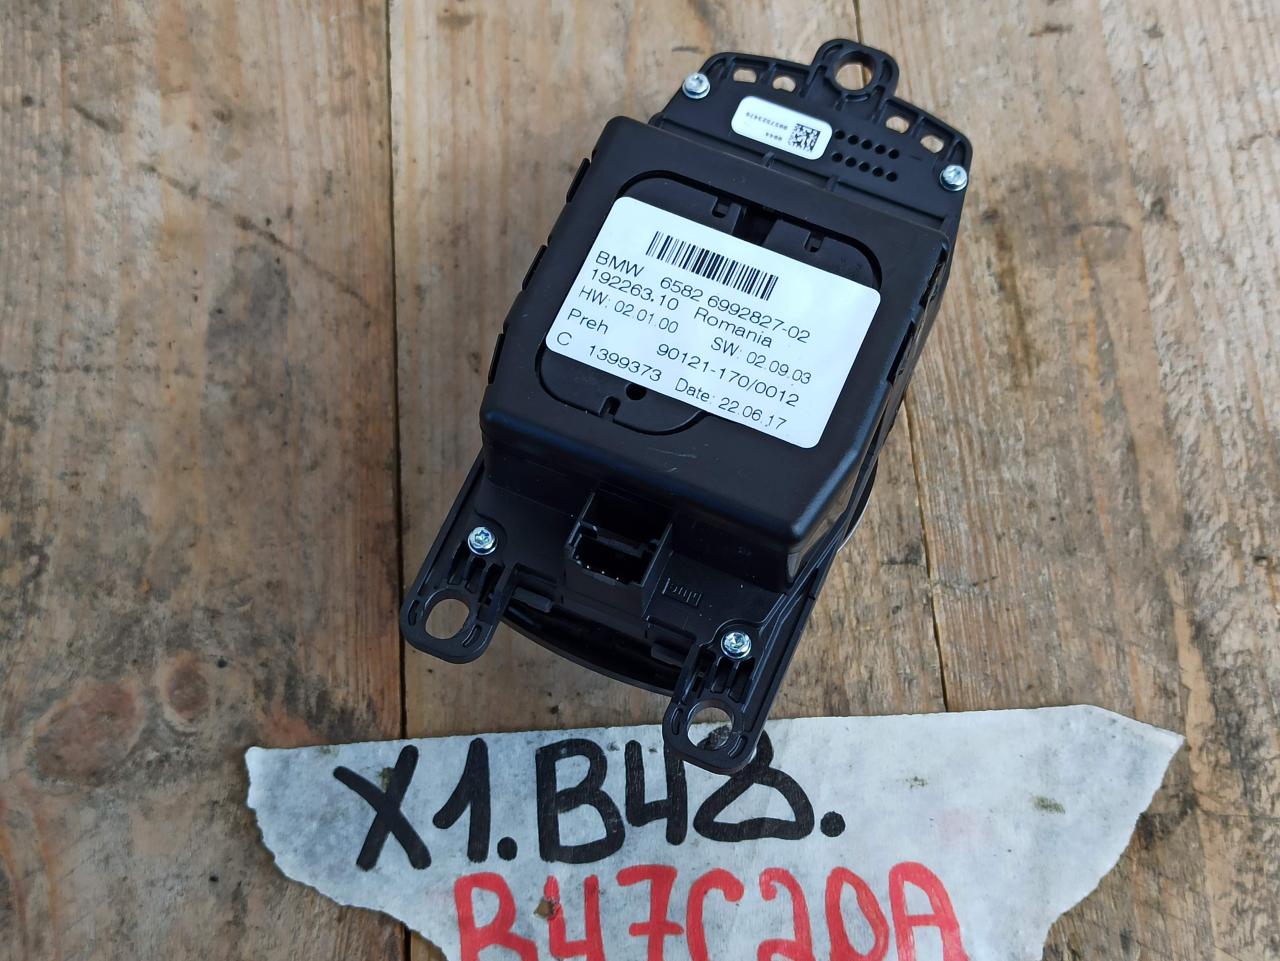 BMW 6582 6992827-02
192263.10 Romania
HW: 02.01.00 SW: 02.09.03
Preh 90121-170/0012
C 1399373 Date: 22.06.17
X1.B48.
B47C20A